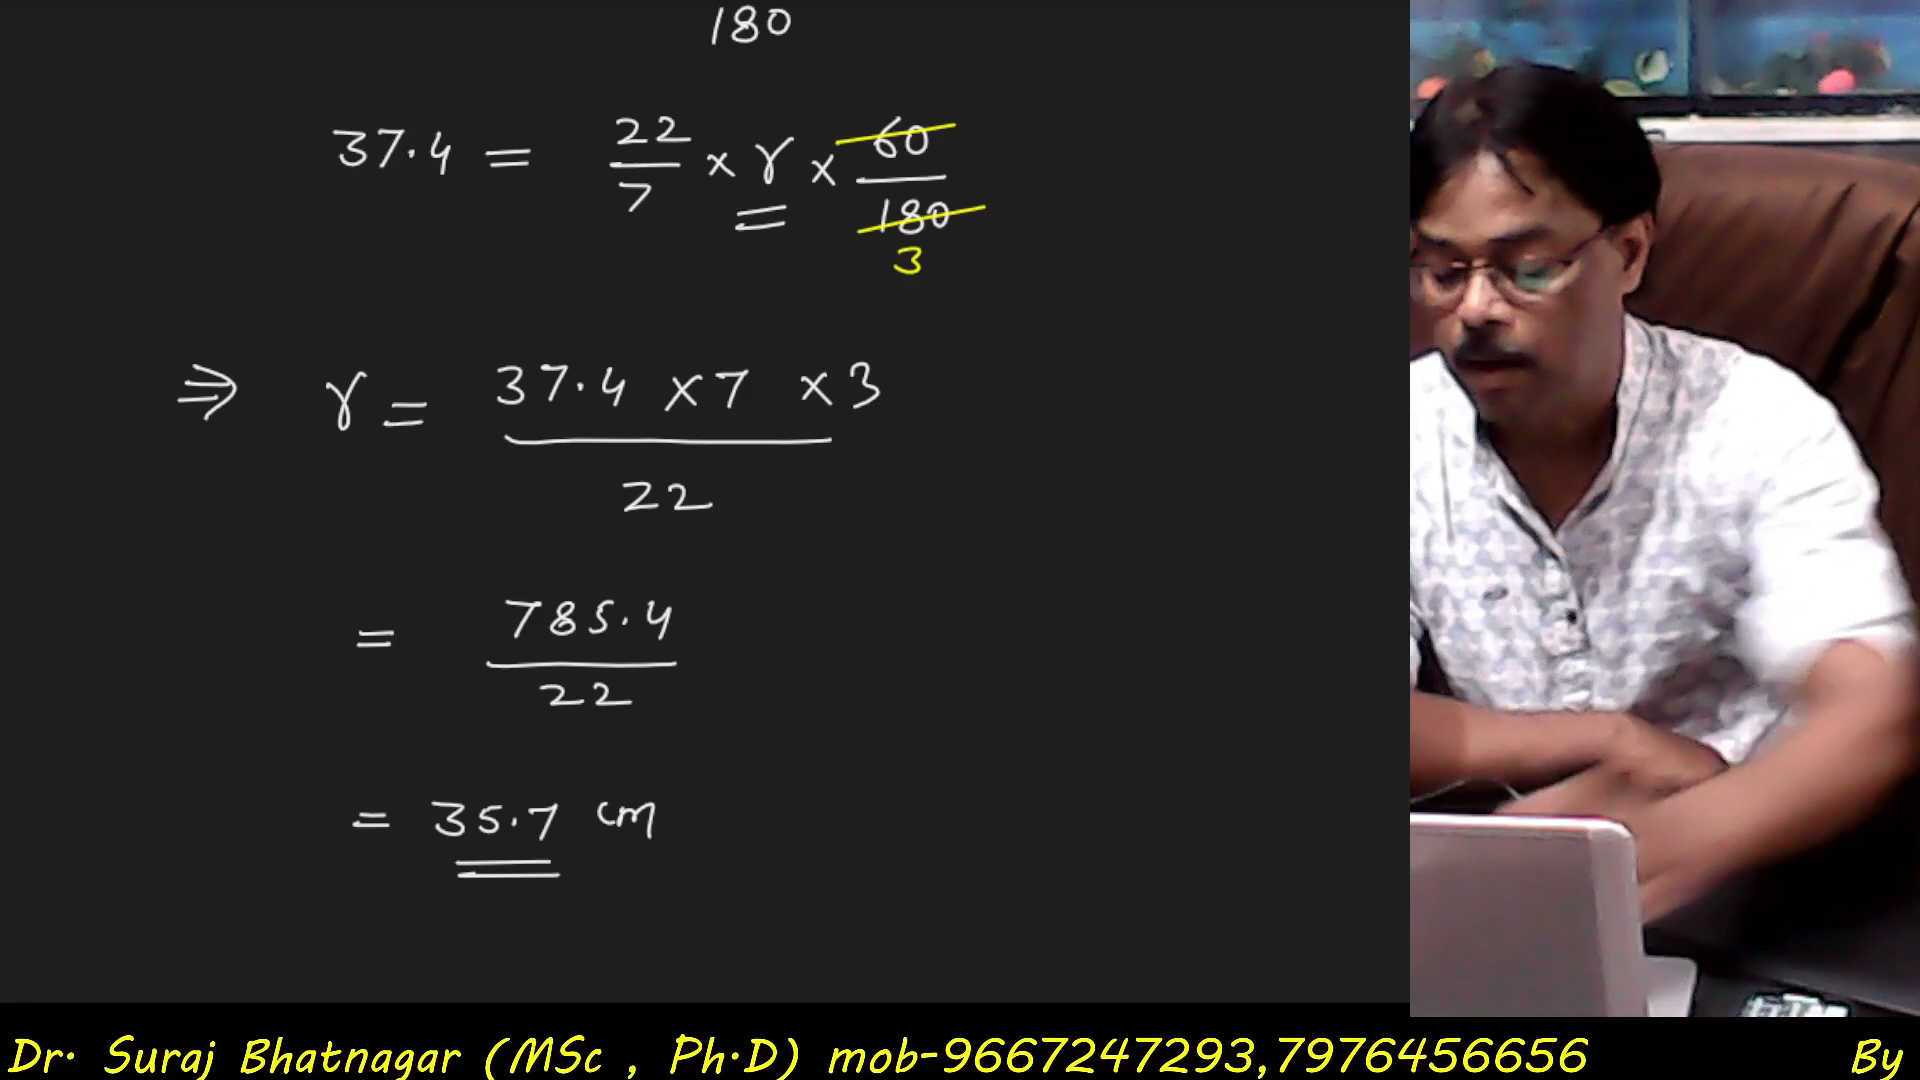 180
37.4 = 22/7 × r × 60/180
3
⇒ r = 37.4 × 7 × 3 / 22
= 785.4 / 22
= 35.7 cm
Dr. Suraj Bhatnagar (MSc , Ph.D) mob-9667247293,7976456656 By